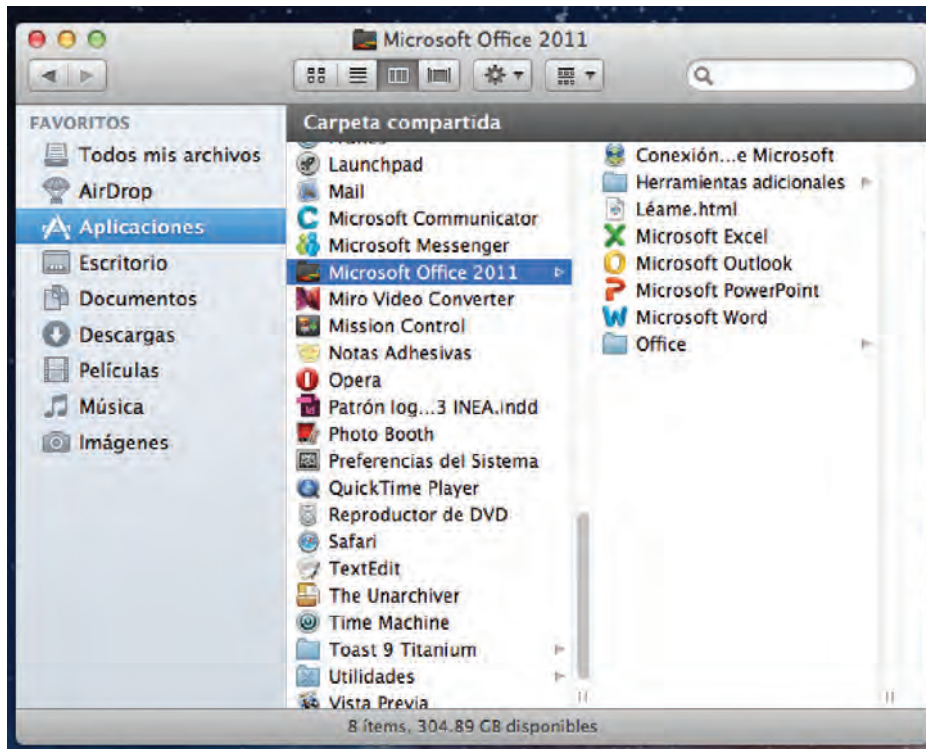 Microsoft Office 2011
FAVORITOS
Todos mis archivos
AirDrop
Aplicaciones
Escritorio
Documentos
Descargas
Películas
Música
Imágenes
Carpeta compartida
Launchpad
Mail
Microsoft Communicator
Microsoft Messenger
Microsoft Office 2011
Miro Video Converter
Mission Control
Notas Adhesivas
Opera
Patrón log...3 INEA.indd
Photo Booth
Preferencias del Sistema
QuickTime Player
Reproductor de DVD
Safari
TextEdit
The Unarchiver
Time Machine
Toast 9 Titanium
Utilidades
Vista Previa
Conexión...e Microsoft
Herramientas adicionales
Léame.html
Microsoft Excel
Microsoft Outlook
Microsoft PowerPoint
Microsoft Word
Office
8 ítems, 304.89 GB disponibles